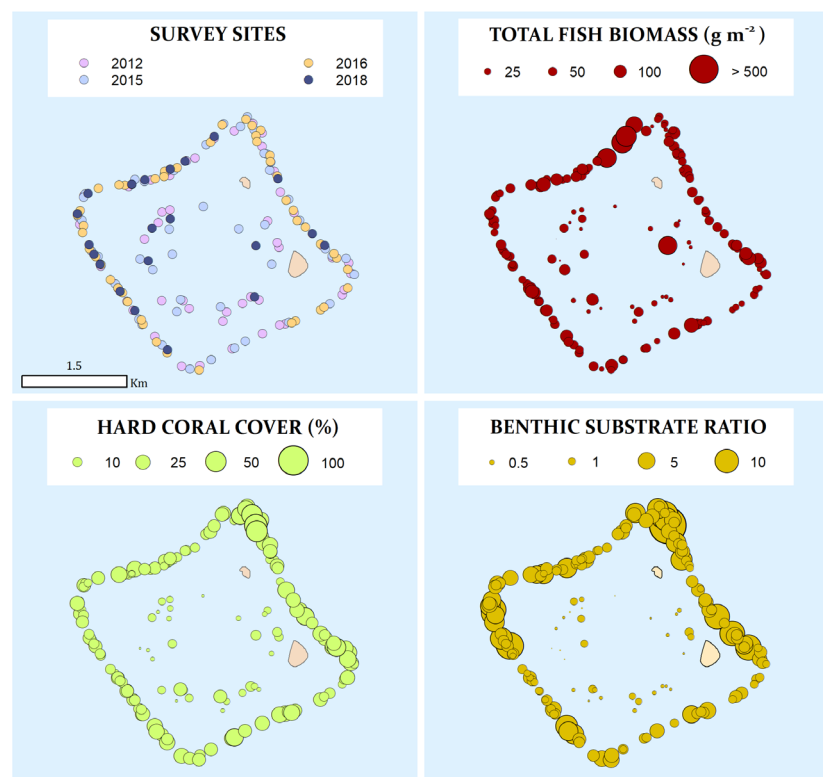 SURVEY SITES
2012 2016
2015 2018
1.5
Km
TOTAL FISH BIOMASS (g m⁻²)
25 50 100 > 500
HARD CORAL COVER (%)
10 25 50 100
BENTHIC SUBSTRATE RATIO
0.5 1 5 10